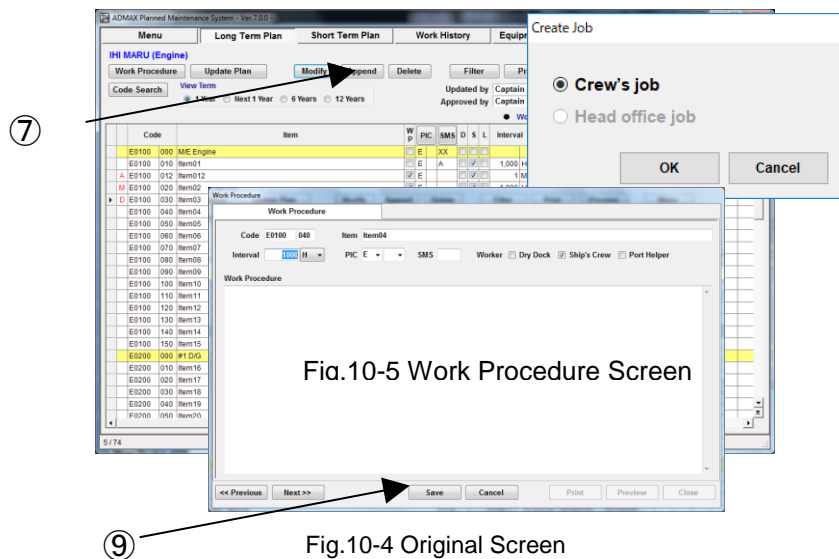 ADMAX Planned Maintenance System - Ver.7.0.0 -
Menu Long Term Plan Short Term Plan Work History
IHI MARU (Engine)
Work Procedure Update Plan Modify Append Delete Filter
Code Search View Term 1 Year Next 1 Year 6 Years 12 Years
Updated by Captain
Approved by Captain
Code Item W P PIC SMS D S L Interval
E0100 000 M/E Engine E XX
E0100 010 Item01 E A 1,000 H
A E0100 012 Item012 E 1 M
M E0100 020 Item02
D E0100 030 Item03
E0100 040 Item04
E0100 050 Item05
E0100 060 Item06
E0100 070 Item07
E0100 080 Item08
E0100 090 Item09
E0100 100 Item10
E0100 110 Item11
E0100 120 Item12
E0100 130 Item13
E0100 140 Item14
E0100 150 Item15
E0200 000 #1 D/G
E0200 010 Item16
E0200 020 Item17
E0200 030 Item18
E0200 040 Item19
E0200 050 Item20
5 / 74
Create Job
Crew's job
Head office job
OK Cancel
⑦
Work Procedure
Work Procedure
Code E0100 040 Item Item04
Interval 1000 H PIC E SMS Worker Dry Dock Ship's Crew Port Helper
Work Procedure
Fig.10-5 Work Procedure Screen
<< Previous Next >> Save Cancel Print Preview Close
⑨
Fig.10-4 Original Screen